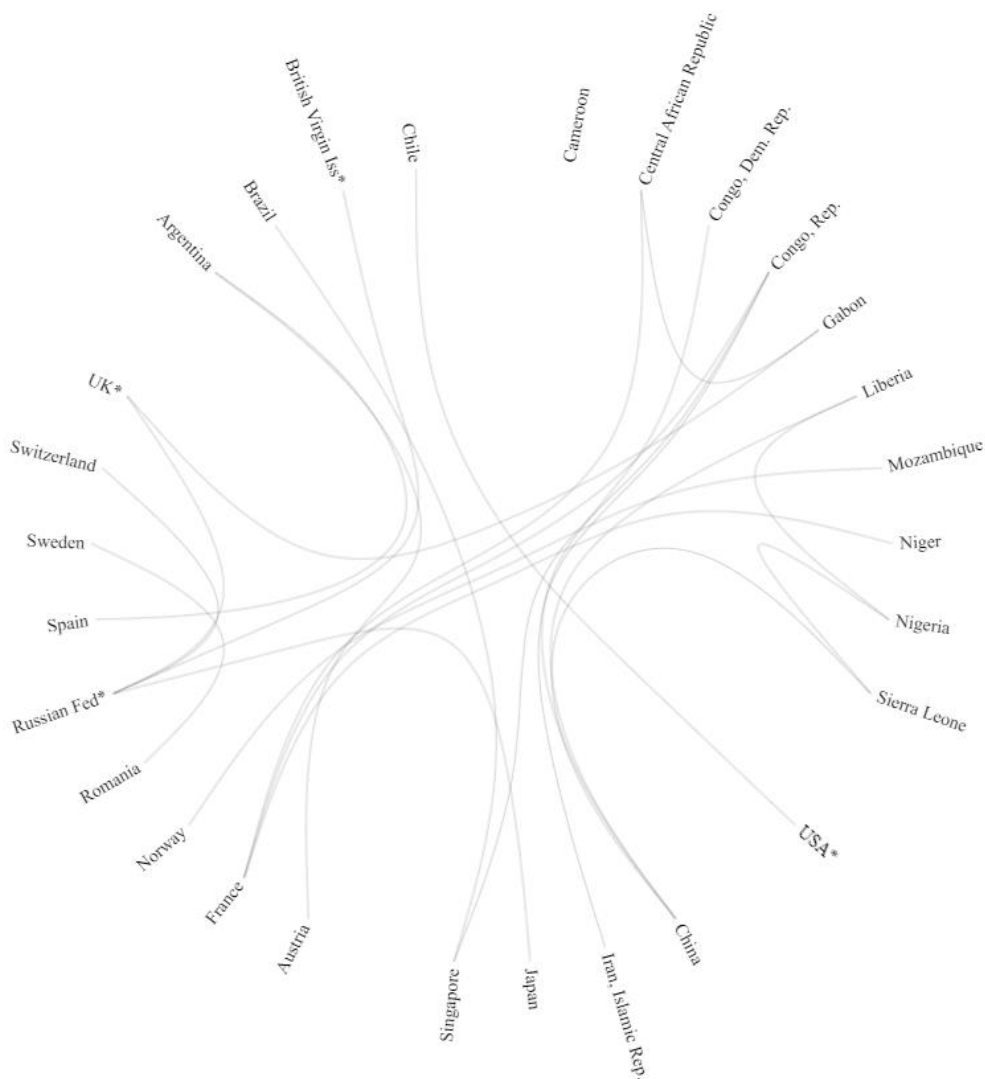 British Virgin Iss*
Chile
Cameroon
Central African Republic
Congo, Dem. Rep.
Congo, Rep.
Gabon
Liberia
Mozambique
Niger
Nigeria
Sierra Leone
USA*
China
Iran, Islamic Rep.
Japan
Singapore
Austria
France
Norway
Romania
Russian Fed*
Spain
Sweden
Switzerland
UK*
Argentina
Brazil